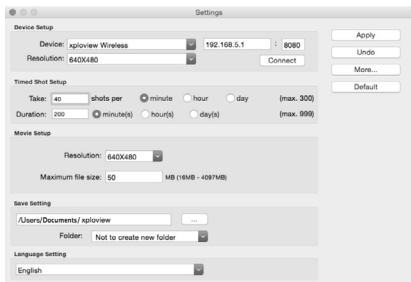 Settings
Device Setup
Device: xploview Wireless 192.168.5.1 : 8080
Resolution: 640X480 Connect
Timed Shot Setup
Take: 40 shots per minute hour day (max. 300)
Duration: 200 minute(s) hour(s) day(s) (max. 999)
Movie Setup
Resolution: 640X480
Maximum file size: 50 MB (16MB - 4097MB)
Save Setting
/Users/Documents/ xploview ...
Folder: Not to create new folder
Language Setting
English
Apply
Undo
More...
Default